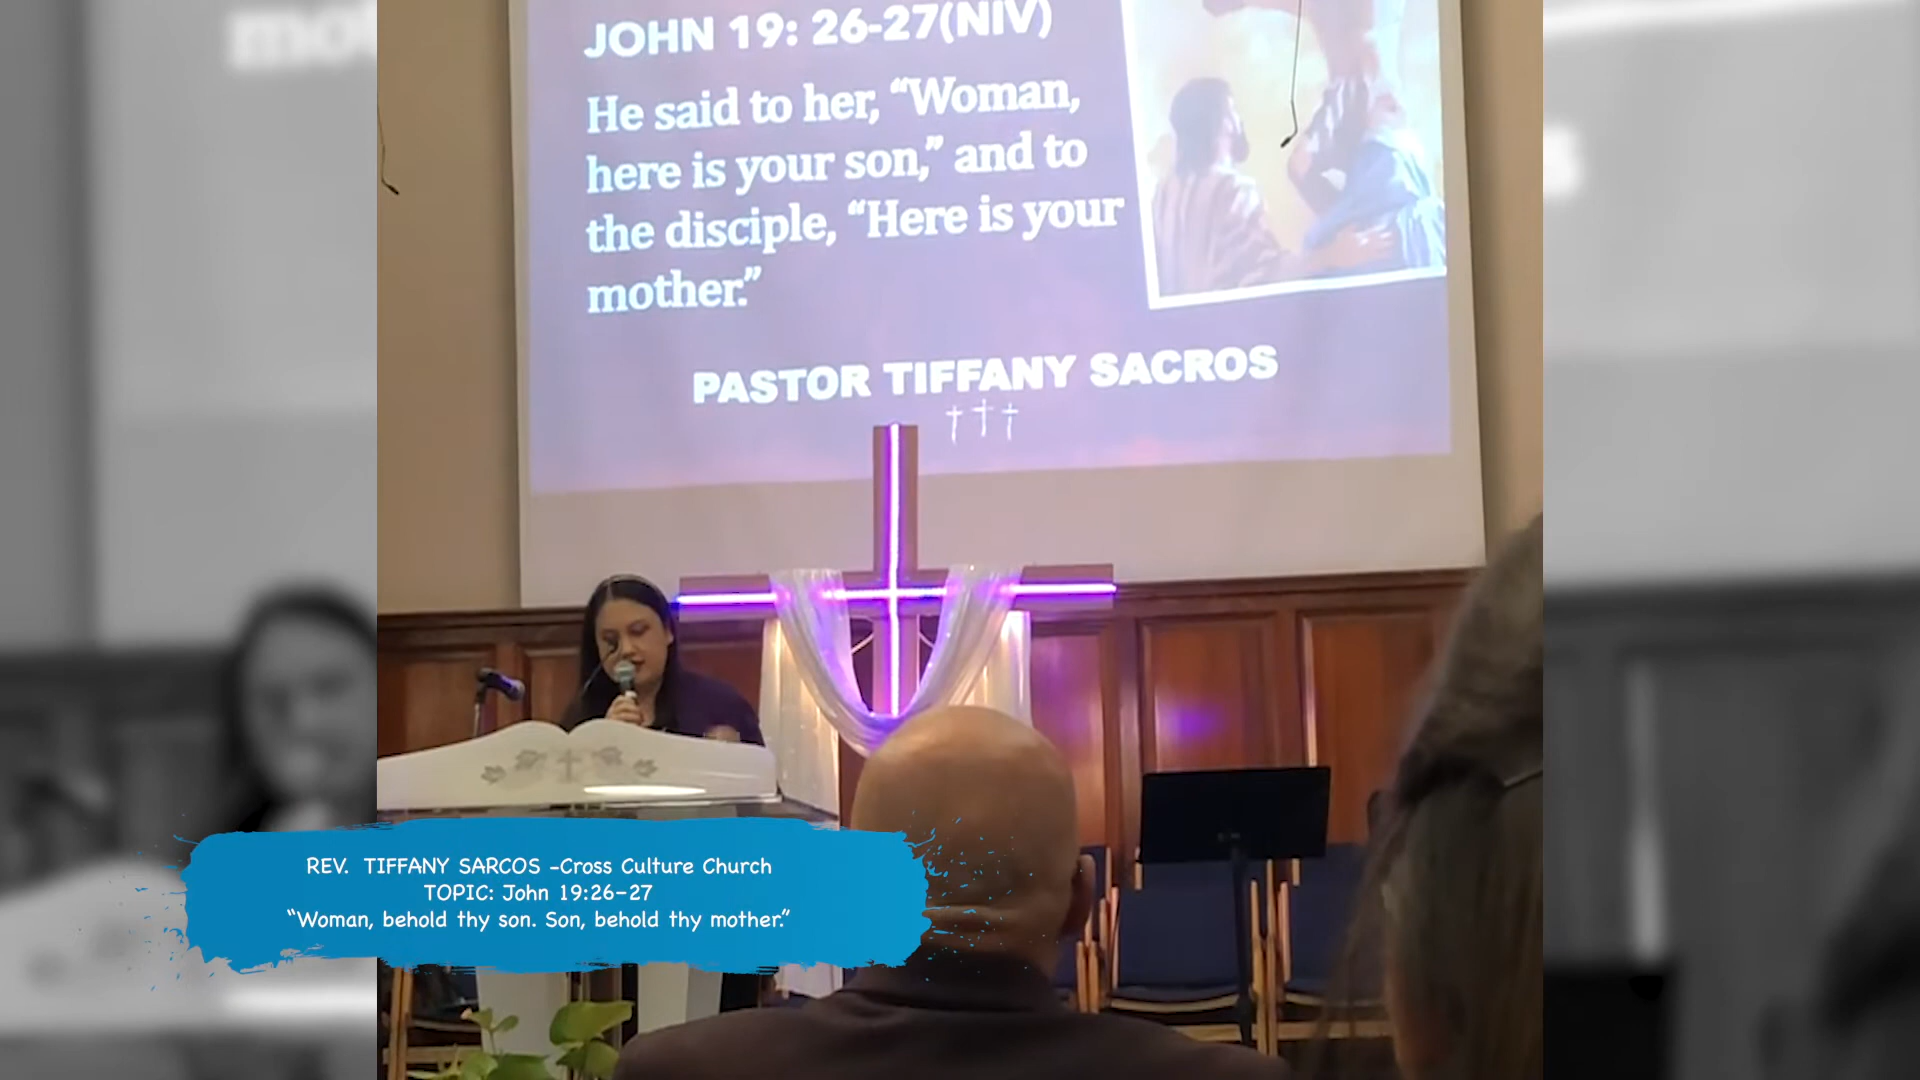 JOHN 19: 26-27(NIV)
He said to her, “Woman,
here is your son,” and to
the disciple, “Here is your
mother.”
PASTOR TIFFANY SACROS
REV. TIFFANY SARCOS -Cross Culture Church
TOPIC: John 19:26-27
“Woman, behold thy son. Son, behold thy mother.”